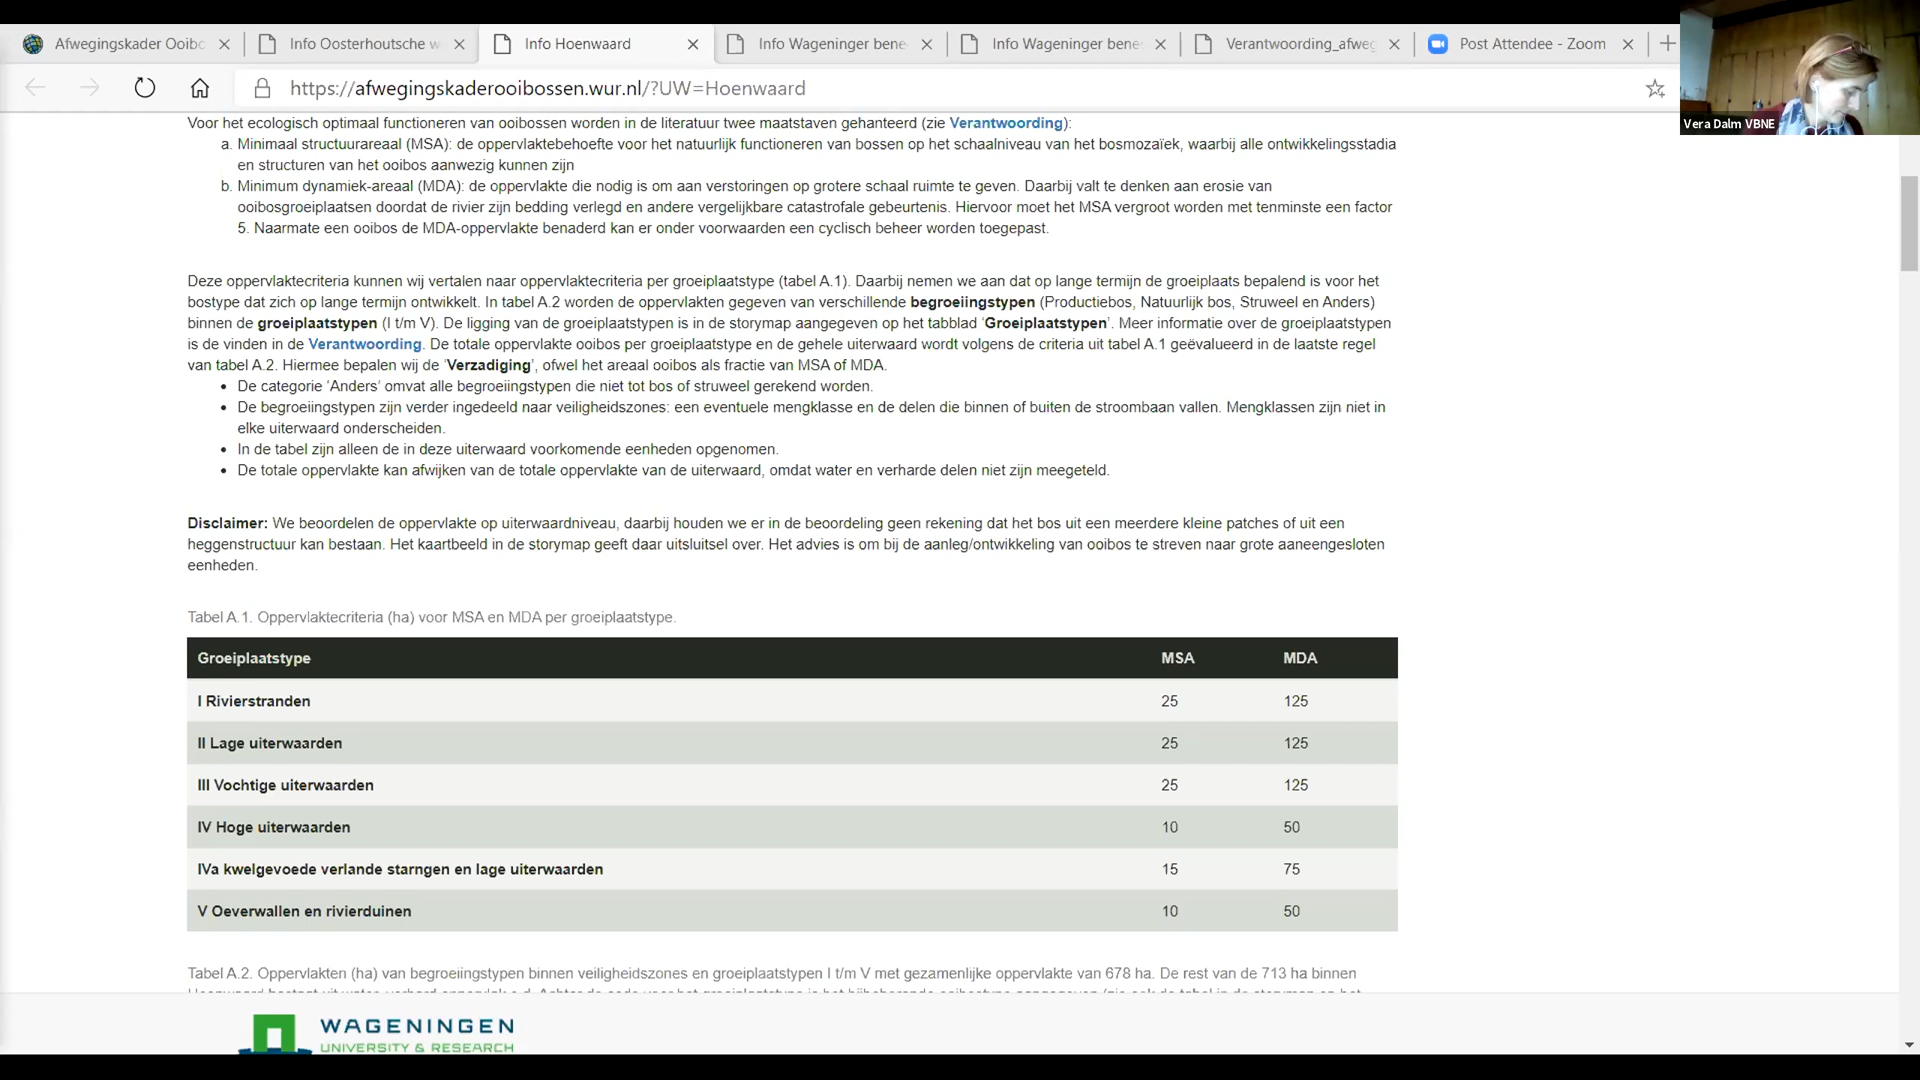 Afwegingskader Ooibo
Info Oosterhoutsche w
Info Hoenwaard
Info Wageninger bene
Info Wageninger bene
Verantwoording_afweg
Post Attendee - Zoom
https://afwegingskaderooibossen.wur.nl/?UW=Hoenwaard
Vera Dalm VBNE
Voor het ecologisch optimaal functioneren van ooibossen worden in de literatuur twee maatstaven gehanteerd (zie Verantwoording):
a. Minimaal structuurareaal (MSA): de oppervlaktebehoefte voor het natuurlijk functioneren van bossen op het schaalniveau van het bosmozaïek, waarbij alle ontwikkelingsstadia
en structuren van het ooibos aanwezig kunnen zijn
b. Minimum dynamiek-areaal (MDA): de oppervlakte die nodig is om aan verstoringen op grotere schaal ruimte te geven. Daarbij valt te denken aan erosie van
ooibosgroeiplaatsen doordat de rivier zijn bedding verlegd en andere vergelijkbare catastrofale gebeurtenis. Hiervoor moet het MSA vergroot worden met tenminste een factor
5. Naarmate een ooibos de MDA-oppervlakte benaderd kan er onder voorwaarden een cyclisch beheer worden toegepast.
Deze oppervlaktecriteria kunnen wij vertalen naar oppervlaktecriteria per groeiplaatstype (tabel A.1). Daarbij nemen we aan dat op lange termijn de groeiplaats bepalend is voor het
bostype dat zich op lange termijn ontwikkelt. In tabel A.2 worden de oppervlakten gegeven van verschillende begroeiingstypen (Productiebos, Natuurlijk bos, Struweel en Anders)
binnen de groeiplaatstypen (I t/m V). De ligging van de groeiplaatstypen is in de storymap aangegeven op het tabblad ‘Groeiplaatstypen’. Meer informatie over de groeiplaatstypen
is de vinden in de Verantwoording. De totale oppervlakte ooibos per groeiplaatstype en de gehele uiterwaard wordt volgens de criteria uit tabel A.1 geëvalueerd in de laatste regel
van tabel A.2. Hiermee bepalen wij de ‘Verzadiging’, ofwel het areaal ooibos als fractie van MSA of MDA.
• De categorie ‘Anders’ omvat alle begroeiingstypen die niet tot bos of struweel gerekend worden.
• De begroeiingstypen zijn verder ingedeeld naar veiligheidszones: een eventuele mengklasse en de delen die binnen of buiten de stroombaan vallen. Mengklassen zijn niet in
elke uiterwaard onderscheiden.
• In de tabel zijn alleen de in deze uiterwaard voorkomende eenheden opgenomen.
• De totale oppervlakte kan afwijken van de totale oppervlakte van de uiterwaard, omdat water en verharde delen niet zijn meegeteld.
Disclaimer: We beoordelen de oppervlakte op uiterwaardniveau, daarbij houden we er in de beoordeling geen rekening dat het bos uit een meerdere kleine patches of uit een
heggenstructuur kan bestaan. Het kaartbeeld in de storymap geeft daar uitsluitsel over. Het advies is om bij de aanleg/ontwikkeling van ooibos te streven naar grote aaneengesloten
eenheden.
Tabel A.1. Oppervlaktecriteria (ha) voor MSA en MDA per groeiplaatstype.
Groeiplaatstype MSA MDA
I Rivierstranden 25 125
II Lage uiterwaarden 25 125
III Vochtige uiterwaarden 25 125
IV Hoge uiterwaarden 10 50
IVa kwelgevoede verlande starngen en lage uiterwaarden 15 75
V Oeverwallen en rivierduinen 10 50
Tabel A.2. Oppervlakten (ha) van begroeiingstypen binnen veiligheidszones en groeiplaatstypen I t/m V met gezamenlijke oppervlakte van 678 ha. De rest van de 713 ha binnen
WAGENINGEN
UNIVERSITY & RESEARCH